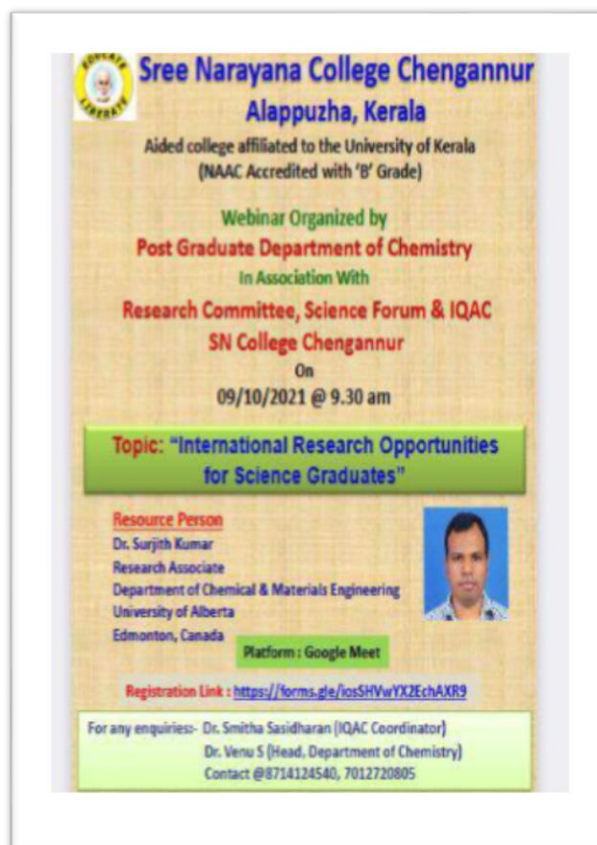 EDUCATE
LIBERATE
Sree Narayana College Chengannur
Alappuzha, Kerala
Aided college affiliated to the University of Kerala
(NAAC Accredited with ‘B’ Grade)
Webinar Organized by
Post Graduate Department of Chemistry
In Association With
Research Committee, Science Forum & IQAC
SN College Chengannur
On
09/10/2021 @ 9.30 am
Topic: “International Research Opportunities
for Science Graduates”
Resource Person
Dr. Surjith Kumar
Research Associate
Department of Chemical & Materials Engineering
University of Alberta
Edmonton, Canada
Platform : Google Meet
Registration Link : https://forms.gle/iosSHVwYX2EchAXR9
For any enquiries:- Dr. Smitha Sasidharan (IQAC Coordinator)
Dr. Venu S (Head, Department of Chemistry)
Contact @8714124540, 7012720805